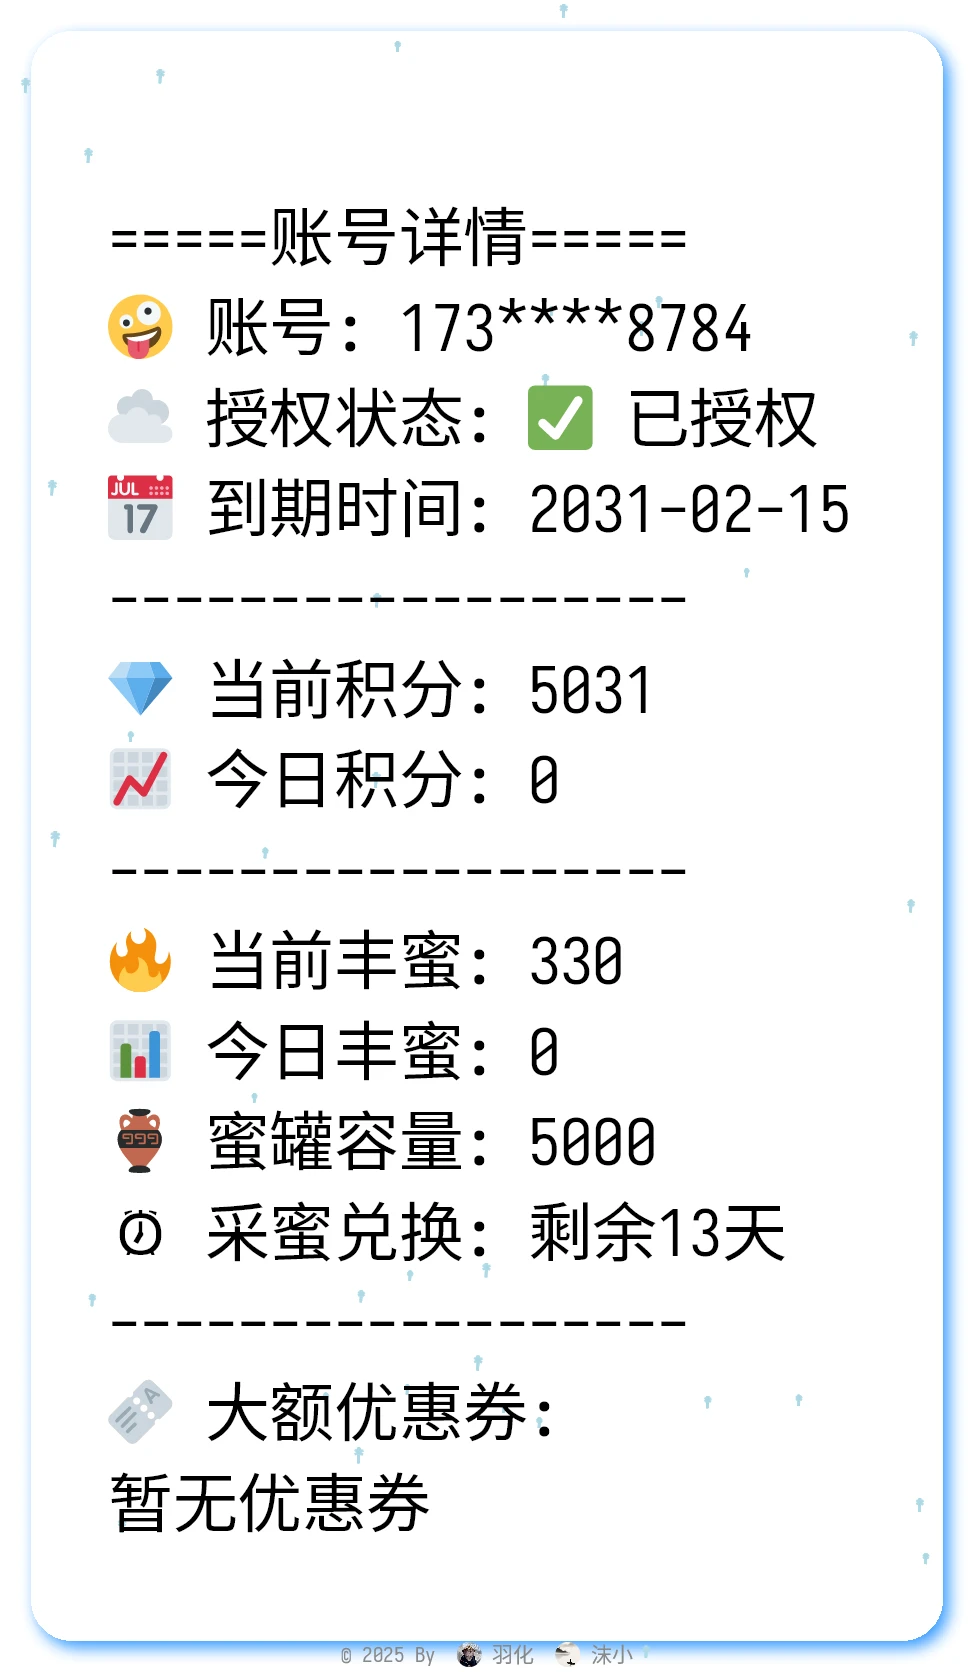 =====账号详情=====
🤪 账号：173****8784
☁️ 授权状态：✅ 已授权
📅 到期时间：2031-02-15
------------------
💎 当前积分：5031
📈 今日积分：0
------------------
🔥 当前丰蜜：330
📊 今日丰蜜：0
🏺 蜜罐容量：5000
⏰ 采蜜兑换：剩余13天
------------------
🎫 大额优惠券：
暂无优惠券
© 2025 By 羽化 沫小